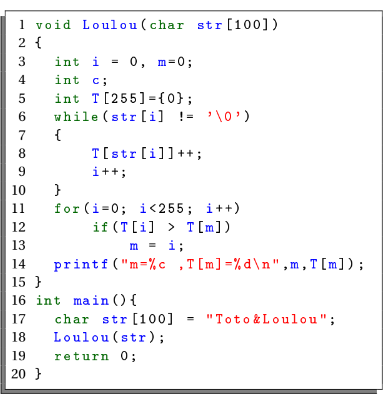 1 void Loulou(char str[100])
2 {
3   int i = 0, m=0;
4   int c;
5   int T[255]={0};
6   while(str[i] != '\0')
7   {
8       T[str[i]]++;
9       i++;
10   }
11   for(i=0; i<255; i++)
12       if(T[i] > T[m])
13           m = i;
14   printf("m=%c ,T[m]=%d\n",m,T[m]);
15 }
16 int main(){
17   char str[100] = "Toto&Loulou";
18   Loulou(str);
19   return 0;
20 }